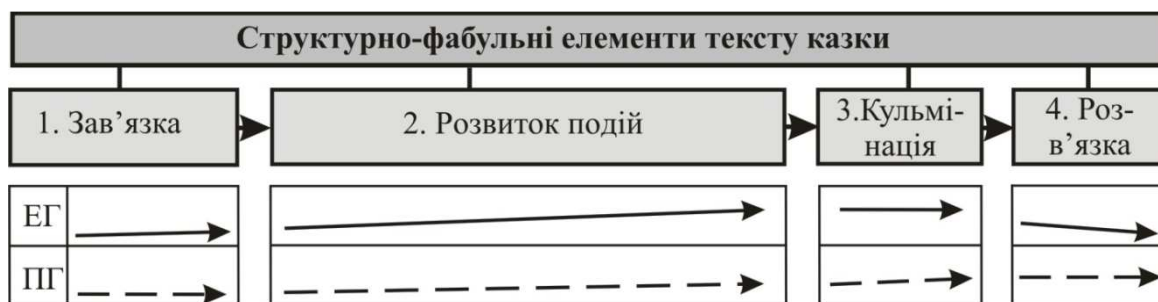 Структурно-фабульні елементи тексту казки
1. Зав’язка
2. Розвиток подій
3.Кульмі-
нація
4. Роз-
в’язка
ЕГ
ПГ